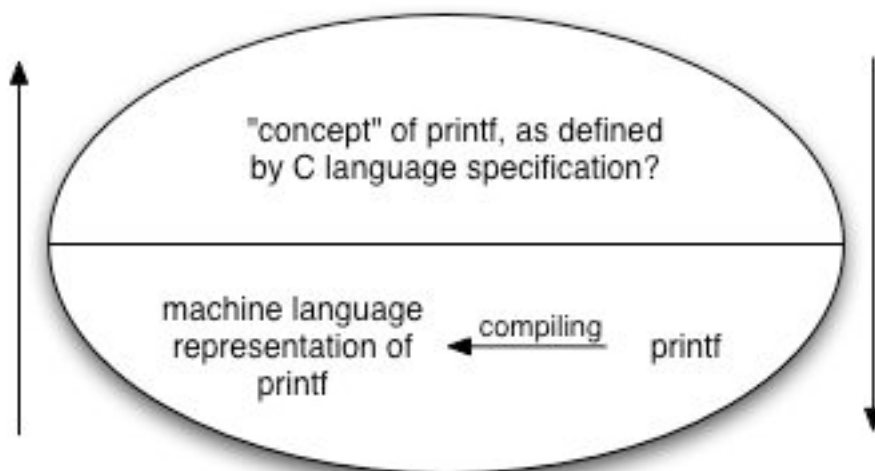 "concept" of printf, as defined
by C language specification?
machine language
representation of
printf
compiling
printf